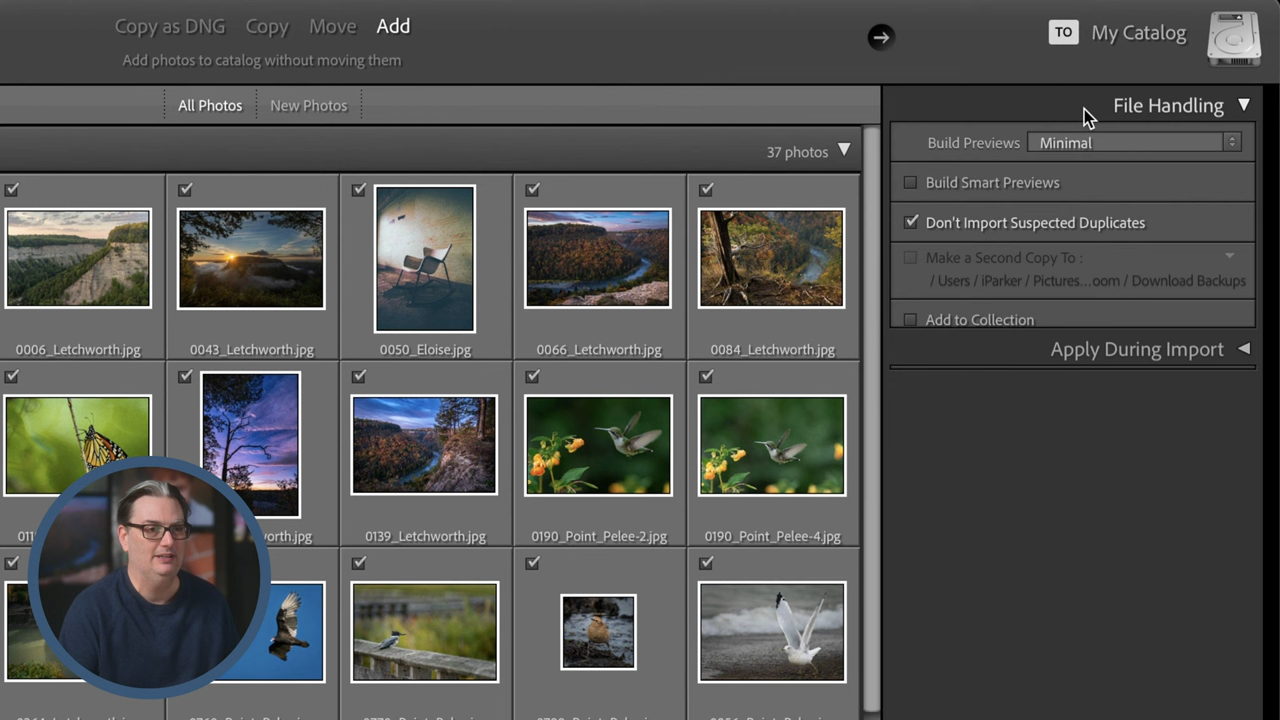 Copy as DNG Copy Move Add
TO My Catalog
Add photos to catalog without moving them
All Photos New Photos
File Handling
37 photos
Build Previews Minimal
Build Smart Previews
Don't Import Suspected Duplicates
Make a Second Copy To :
/ Users / iParker / Pictures...oom / Download Backups
Add to Collection
Apply During Import
0006_Letchworth.jpg 0043_Letchworth.jpg 0050_Eloise.jpg 0066_Letchworth.jpg 0084_Letchworth.jpg
0139_Letchworth.jpg 0190_Point_Pelee-2.jpg 0190_Point_Pelee-4.jpg